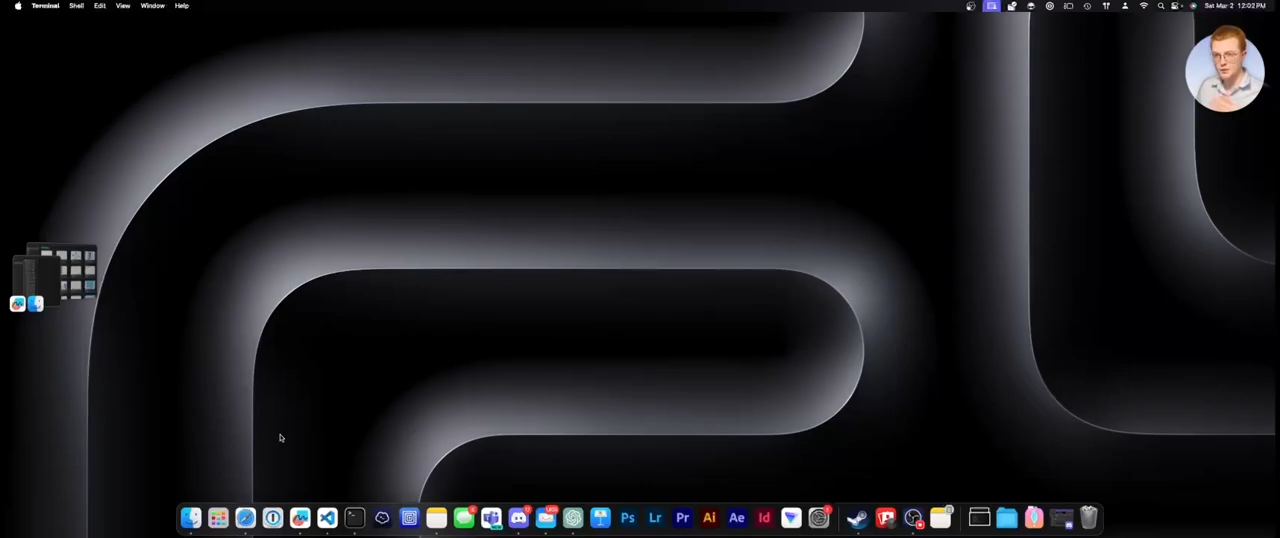 Terminal Shell Edit View Window Help
Sat Mar 2 12:02 PM
Ps Lr Pr Ai Ae Id